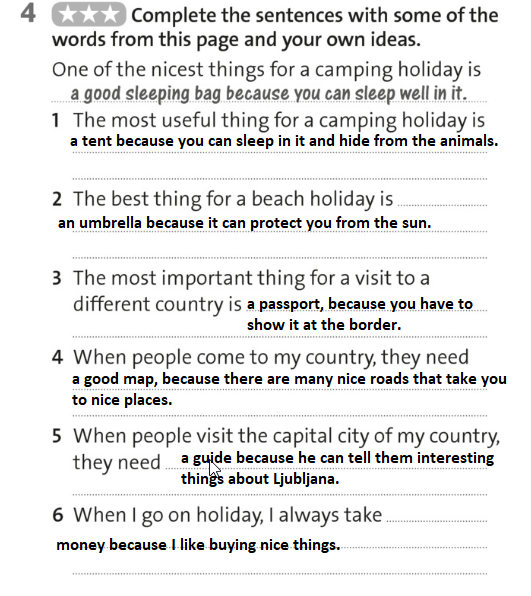 4 ★★★ Complete the sentences with some of the
words from this page and your own ideas.
One of the nicest things for a camping holiday is
a good sleeping bag because you can sleep well in it.
1 The most useful thing for a camping holiday is
a tent because you can sleep in it and hide from the animals.
2 The best thing for a beach holiday is
an umbrella because it can protect you from the sun.
3 The most important thing for a visit to a
different country is a passport, because you have to
show it at the border.
4 When people come to my country, they need
a good map, because there are many nice roads that take you
to nice places.
5 When people visit the capital city of my country,
they need a guide because he can tell them interesting
things about Ljubljana.
6 When I go on holiday, I always take
money because I like buying nice things.